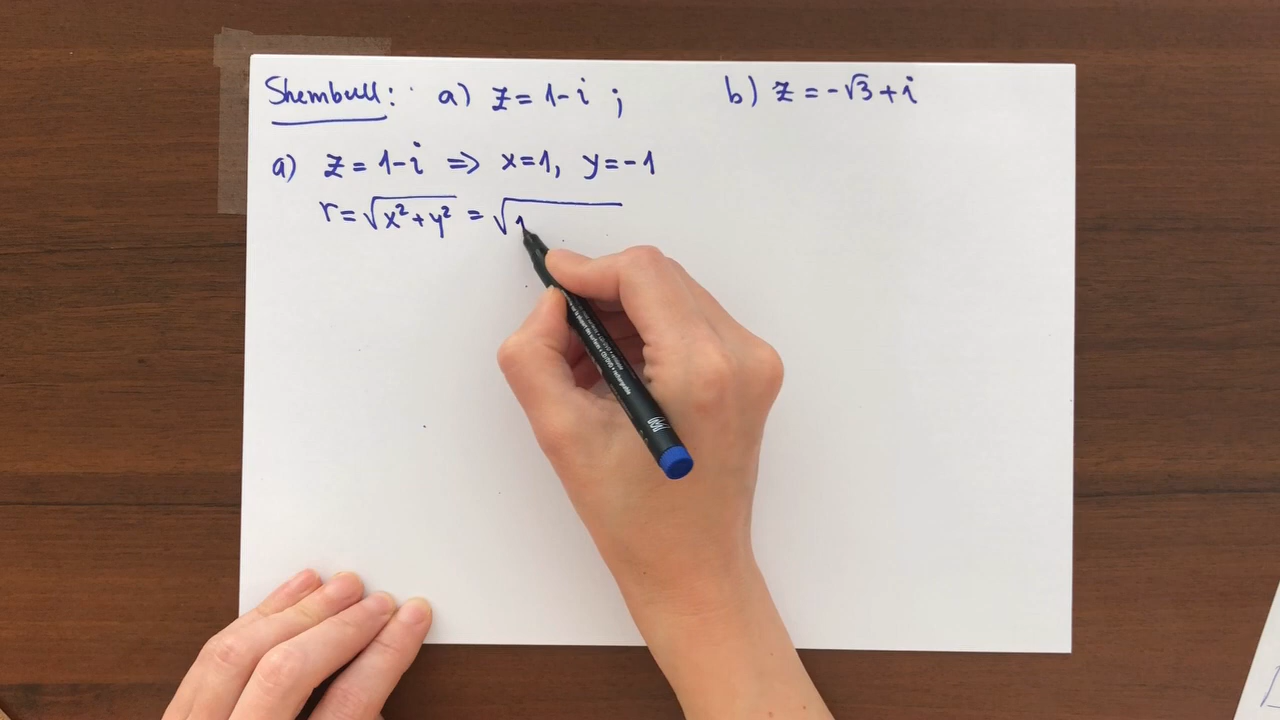 Shembull: a) z = 1-i ; b) z = -√3+i
a) z = 1-i => x=1, y=-1
r=√x²+y² = √1